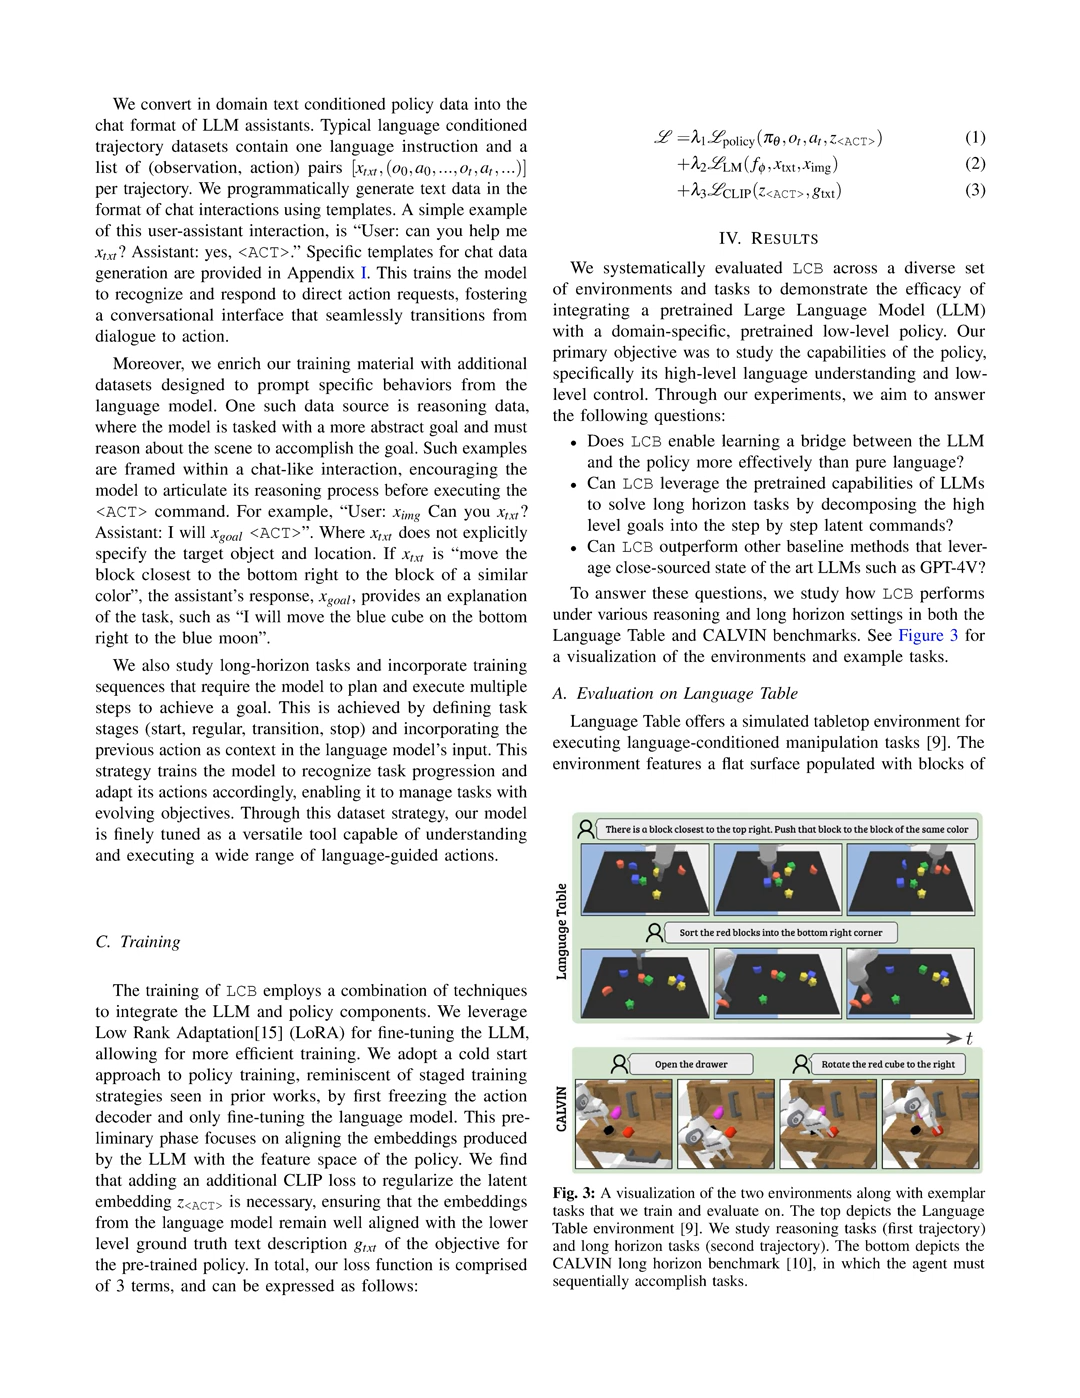 We convert in domain text conditioned policy data into the
chat format of LLM assistants. Typical language conditioned
trajectory datasets contain one language instruction and a
list of (observation, action) pairs [x_txt, (o_0, a_0, ..., o_t, a_t, ...)]
per trajectory. We programmatically generate text data in the
format of chat interactions using templates. A simple example
of this user-assistant interaction, is “User: can you help me
x_txt? Assistant: yes, <ACT>.” Specific templates for chat data
generation are provided in Appendix I. This trains the model
to recognize and respond to direct action requests, fostering
a conversational interface that seamlessly transitions from
dialogue to action.
Moreover, we enrich our training material with additional
datasets designed to prompt specific behaviors from the
language model. One such data source is reasoning data,
where the model is tasked with a more abstract goal and must
reason about the scene to accomplish the goal. Such examples
are framed within a chat-like interaction, encouraging the
model to articulate its reasoning process before executing the
<ACT> command. For example, “User: x_img Can you x_txt?
Assistant: I will x_goal <ACT>”. Where x_txt does not explicitly
specify the target object and location. If x_txt is “move the
block closest to the bottom right to the block of a similar
color”, the assistant’s response, x_goal, provides an explanation
of the task, such as “I will move the blue cube on the bottom
right to the blue moon”.
We also study long-horizon tasks and incorporate training
sequences that require the model to plan and execute multiple
steps to achieve a goal. This is achieved by defining task
stages (start, regular, transition, stop) and incorporating the
previous action as context in the language model’s input. This
strategy trains the model to recognize task progression and
adapt its actions accordingly, enabling it to manage tasks with
evolving objectives. Through this dataset strategy, our model
is finely tuned as a versatile tool capable of understanding
and executing a wide range of language-guided actions.
C. Training
The training of LCB employs a combination of techniques
to integrate the LLM and policy components. We leverage
Low Rank Adaptation[15] (LoRA) for fine-tuning the LLM,
allowing for more efficient training. We adopt a cold start
approach to policy training, reminiscent of staged training
strategies seen in prior works, by first freezing the action
decoder and only fine-tuning the language model. This pre-
liminary phase focuses on aligning the embeddings produced
by the LLM with the feature space of the policy. We find
that adding an additional CLIP loss to regularize the latent
embedding z_<ACT> is necessary, ensuring that the embeddings
from the language model remain well aligned with the lower
level ground truth text description g_txt of the objective for
the pre-trained policy. In total, our loss function is comprised
of 3 terms, and can be expressed as follows:
ℒ =λ_1 ℒ_policy(π_θ, o_t, a_t, z_<ACT>) (1)
+λ_2 ℒ_LM(f_ϕ, x_txt, x_img) (2)
+λ_3 ℒ_CLIP(z_<ACT>, g_txt) (3)
IV. RESULTS
We systematically evaluated LCB across a diverse set
of environments and tasks to demonstrate the efficacy of
integrating a pretrained Large Language Model (LLM)
with a domain-specific, pretrained low-level policy. Our
primary objective was to study the capabilities of the policy,
specifically its high-level language understanding and low-
level control. Through our experiments, we aim to answer
the following questions:
• Does LCB enable learning a bridge between the LLM
and the policy more effectively than pure language?
• Can LCB leverage the pretrained capabilities of LLMs
to solve long horizon tasks by decomposing the high
level goals into the step by step latent commands?
• Can LCB outperform other baseline methods that lever-
age close-sourced state of the art LLMs such as GPT-4V?
To answer these questions, we study how LCB performs
under various reasoning and long horizon settings in both the
Language Table and CALVIN benchmarks. See Figure 3 for
a visualization of the environments and example tasks.
A. Evaluation on Language Table
Language Table offers a simulated tabletop environment for
executing language-conditioned manipulation tasks [9]. The
environment features a flat surface populated with blocks of
Language Table
There is a block closest to the top right. Push that block to the block of the same color
Sort the red blocks into the bottom right corner
t
CALVIN
Open the drawer
Rotate the red cube to the right
Fig. 3: A visualization of the two environments along with exemplar
tasks that we train and evaluate on. The top depicts the Language
Table environment [9]. We study reasoning tasks (first trajectory)
and long horizon tasks (second trajectory). The bottom depicts the
CALVIN long horizon benchmark [10], in which the agent must
sequentially accomplish tasks.